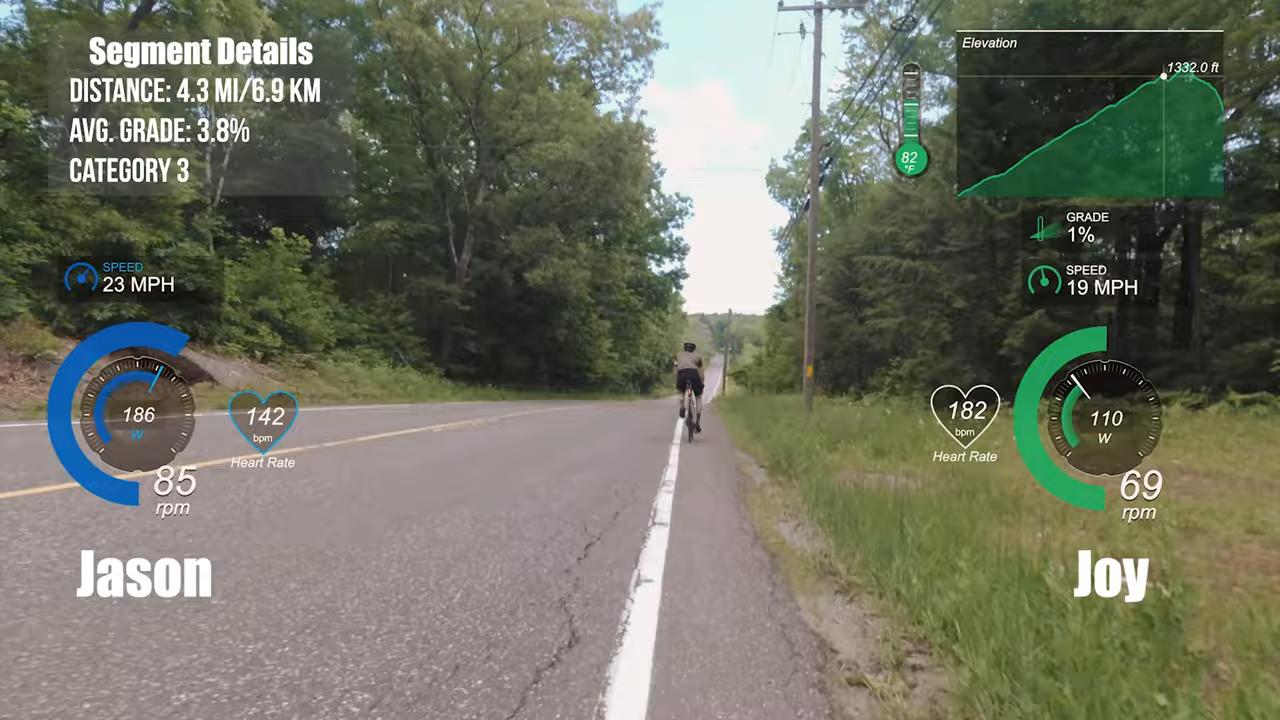 Segment Details
DISTANCE: 4.3 MI/6.9 KM
AVG. GRADE: 3.8%
CATEGORY 3
SPEED
23 MPH
186
W
85
rpm
142
bpm
Heart Rate
Jason
Elevation
1332.0 ft
82
°F
GRADE
1%
SPEED
19 MPH
182
bpm
Heart Rate
110
W
69
rpm
Joy